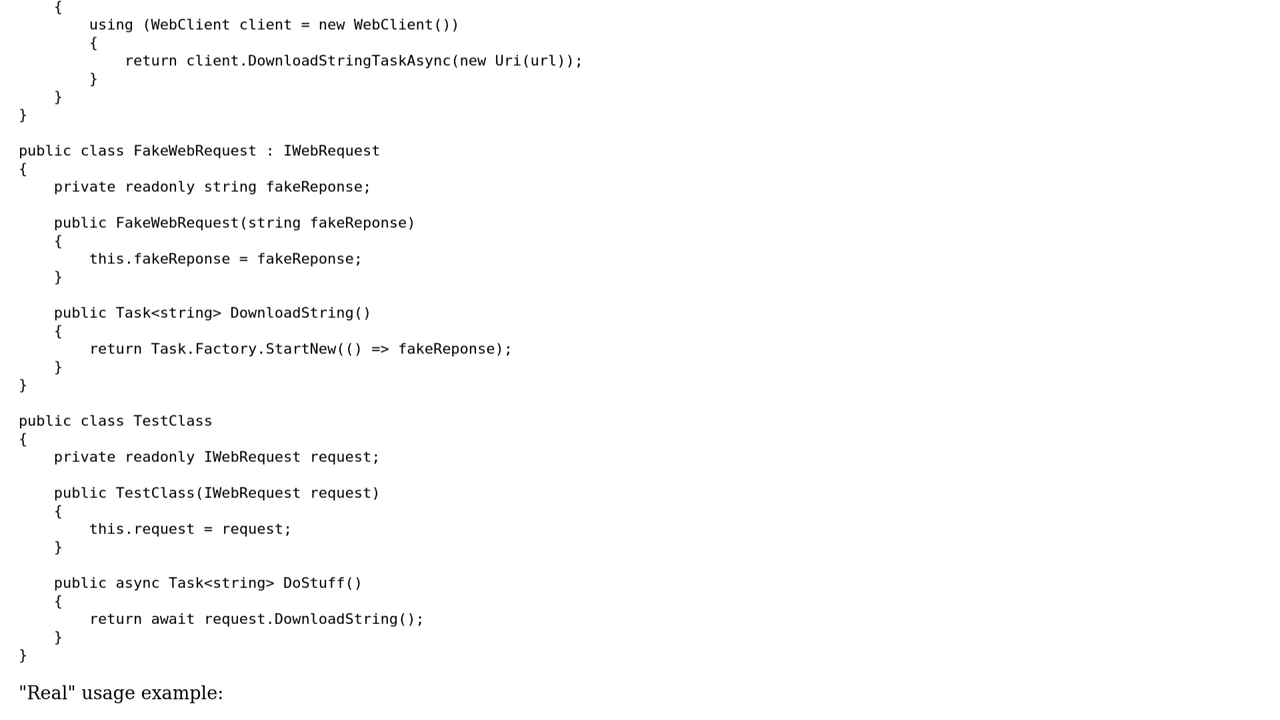 {
        using (WebClient client = new WebClient())
        {
            return client.DownloadStringTaskAsync(new Uri(url));
        }
    }
}

public class FakeWebRequest : IWebRequest
{
    private readonly string fakeReponse;

    public FakeWebRequest(string fakeReponse)
    {
        this.fakeReponse = fakeReponse;
    }

    public Task<string> DownloadString()
    {
        return Task.Factory.StartNew(() => fakeReponse);
    }
}

public class TestClass
{
    private readonly IWebRequest request;

    public TestClass(IWebRequest request)
    {
        this.request = request;
    }

    public async Task<string> DoStuff()
    {
        return await request.DownloadString();
    }
}

"Real" usage example: